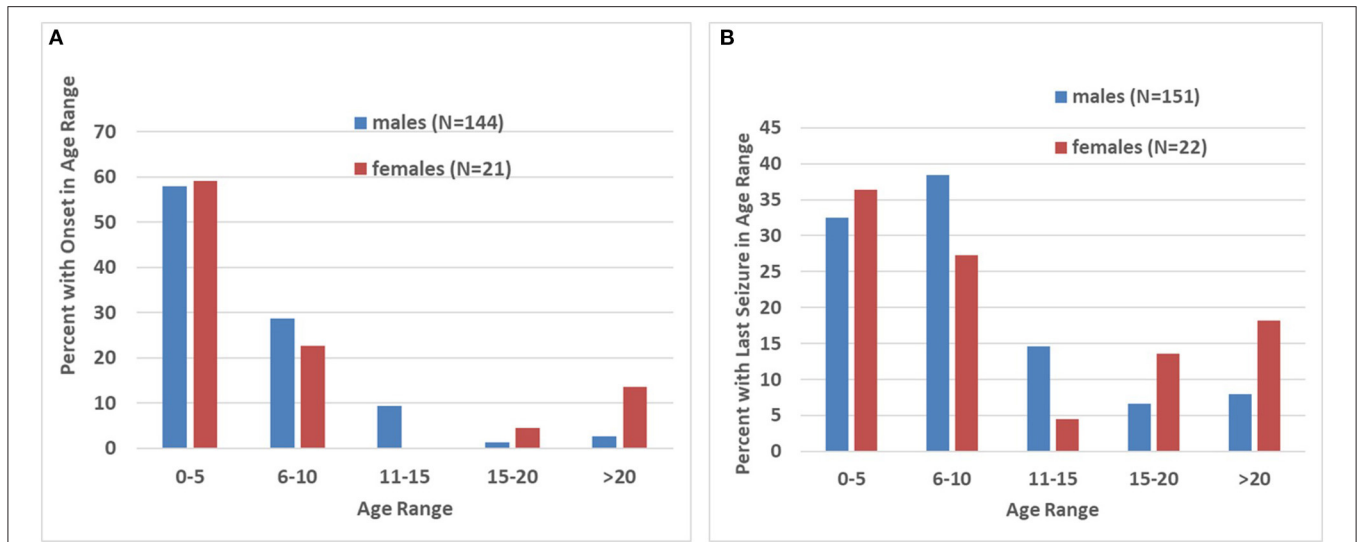 A
Percent with Onset in Age Range
males (N=144)
females (N=21)
70
60
50
40
30
20
10
0
0-5 6-10 11-15 15-20 >20
Age Range
B
Percent with Last Seizure in Age Range
males (N=151)
females (N=22)
45
40
35
30
25
20
15
10
5
0
0-5 6-10 11-15 15-20 >20
Age Range